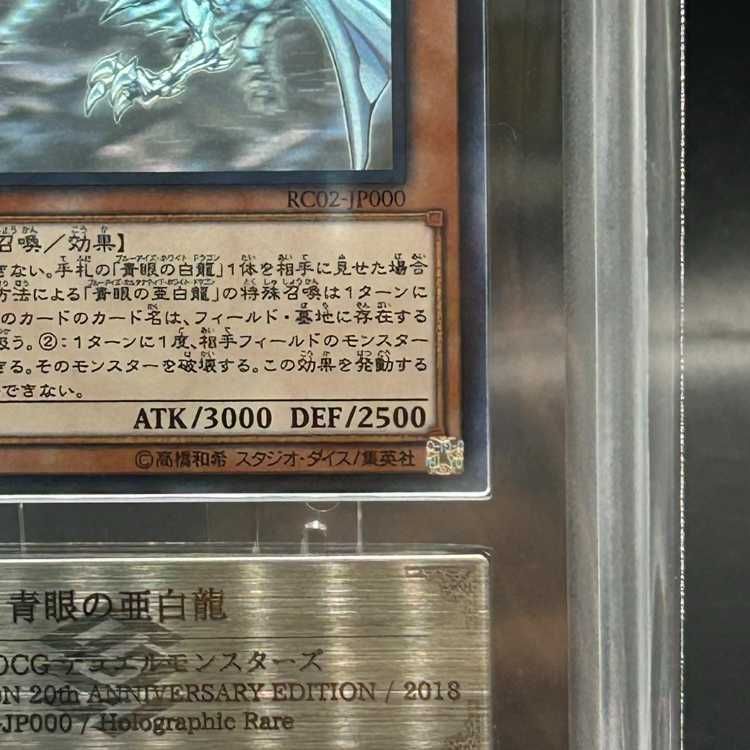 RC02-JP000
召喚／効果】
きない。手札の「青眼の白龍」1体を相手に見せた場合
方法による「青眼の亜白龍」の特殊召喚は1ターンに
のカードのカード名は、フィールド・墓地に存在する
扱う。②：1ターンに1度、相手フィールドのモンスター
きる。そのモンスターを破壊する。この効果を発動する
できない。
ATK/3000 DEF/2500
©高橋和希 スタジオ・ダイス/集英社
青眼の亜白龍
OCG デュエルモンスターズ
ON 20th ANNIVERSARY EDITION / 2018
-JP000 / Holographic Rare